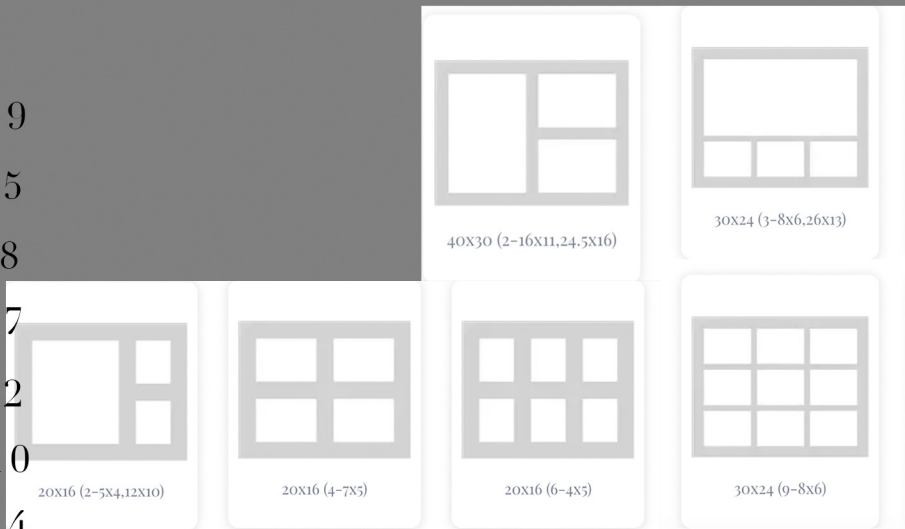 9
5
8
7
2
0
4
40x30 (2-16x11,24.5x16)
30x24 (3-8x6,26x13)
20x16 (2-5x4,12x10)
20x16 (4-7x5)
20x16 (6-4x5)
30x24 (9-8x6)